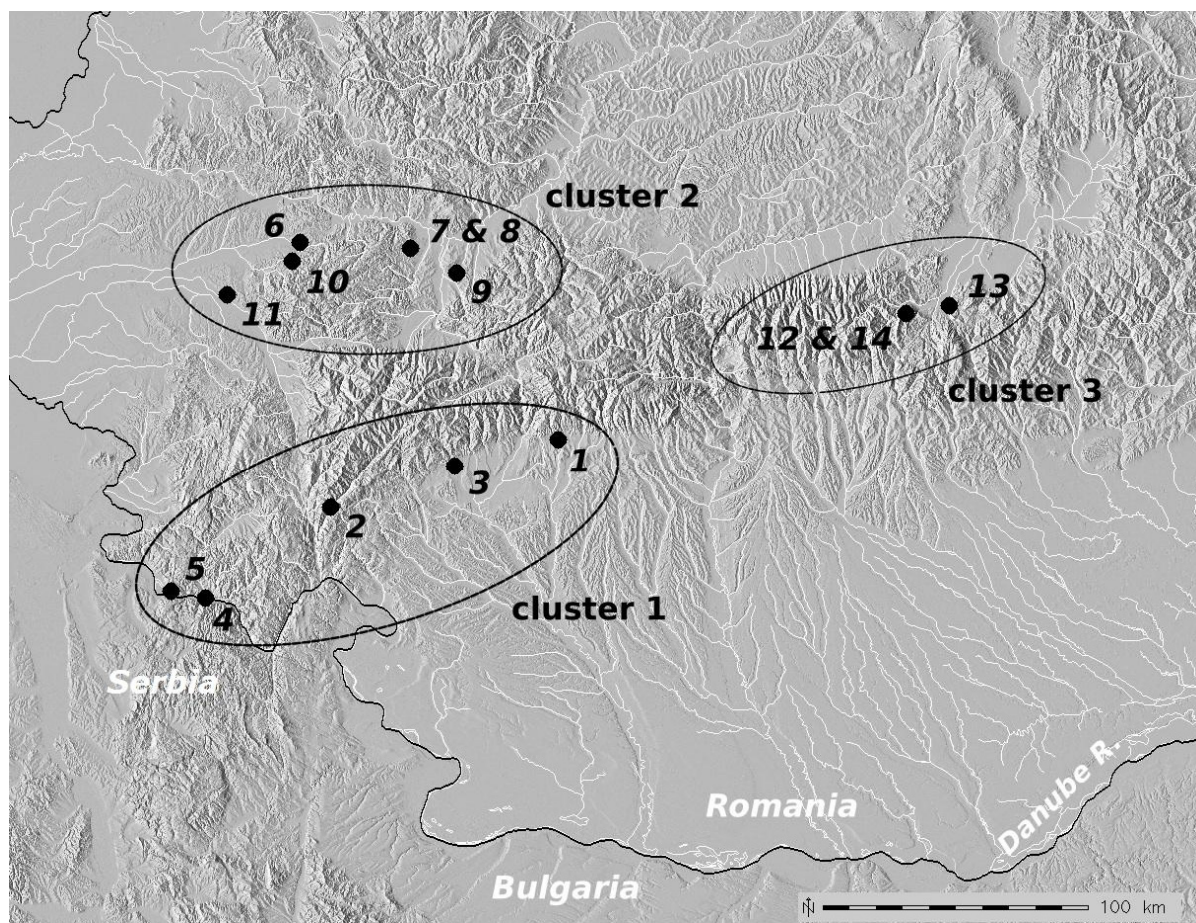 cluster 2
6
7 & 8
10
9
11
13
12 & 14
cluster 3
1
3
2
5
4
cluster 1
Serbia
Romania
Danube R.
Bulgaria
N
100 km